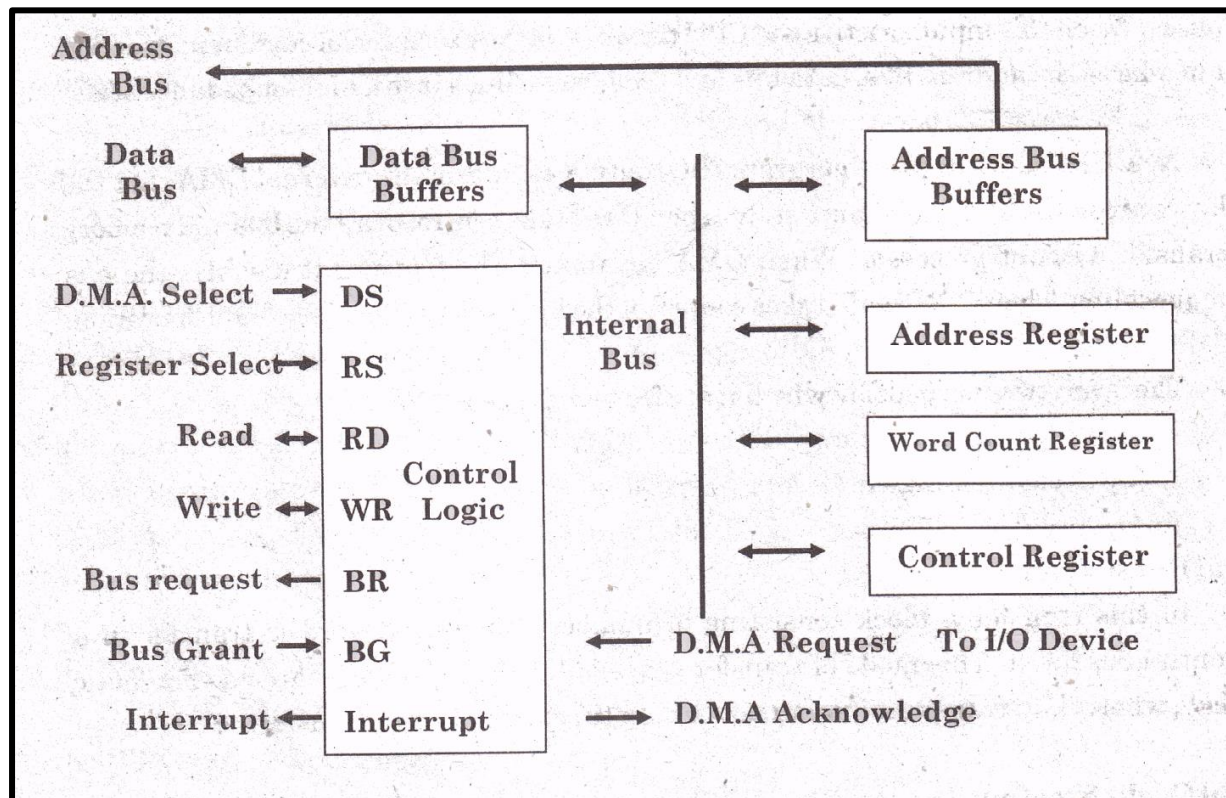 Address
Bus
Data
Bus
Data Bus
Buffers
Address Bus
Buffers
D.M.A. Select
DS
Register Select
RS
Read
RD
Write
WR
Control
Logic
Bus request
BR
Bus Grant
BG
Interrupt
Interrupt
Internal
Bus
Address Register
Word Count Register
Control Register
D.M.A Request To I/O Device
D.M.A Acknowledge